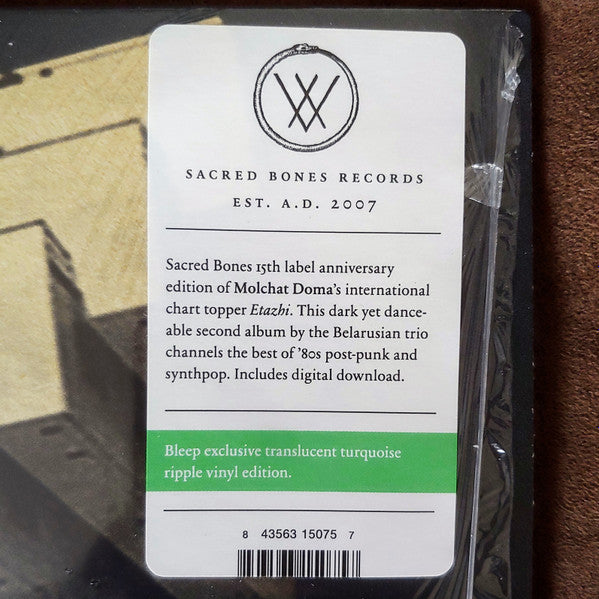 SACRED BONES RECORDS
EST. A.D. 2007
Sacred Bones 15th label anniversary
edition of Molchat Doma's international
chart topper Etazhi. This dark yet dance-
able second album by the Belarusian trio
channels the best of '80s post-punk and
synthpop. Includes digital download.
Bleep exclusive translucent turquoise
ripple vinyl edition.
8 43563 15075 7